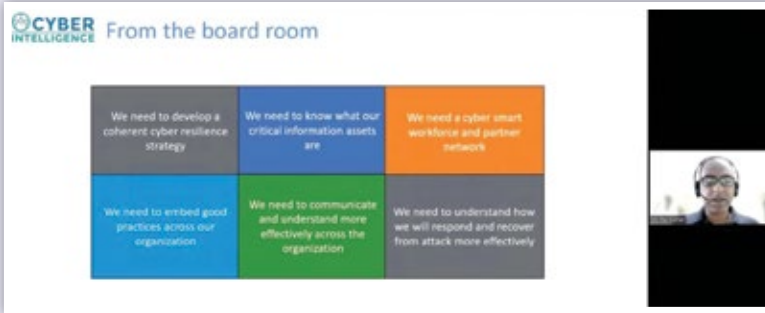 CYBER
INTELLIGENCE
From the board room
We need to develop a
coherent cyber resilience
strategy
We need to know what our
critical information assets
are
We need a cyber smart
workforce and partner
network
We need to embed good
practices across our
organization
We need to communicate
and understand more
effectively across the
organization
We need to understand how
we will respond and recover
from attack more effectively